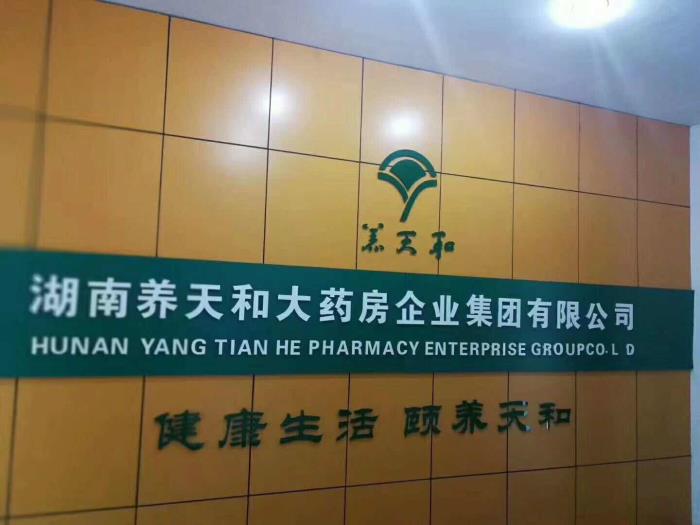 养天和
湖南养天和大药房企业集团有限公司
HUNAN YANG TIAN HE PHARMACY ENTERPRISE GROUPCO. L D
健康生活 颐养天和